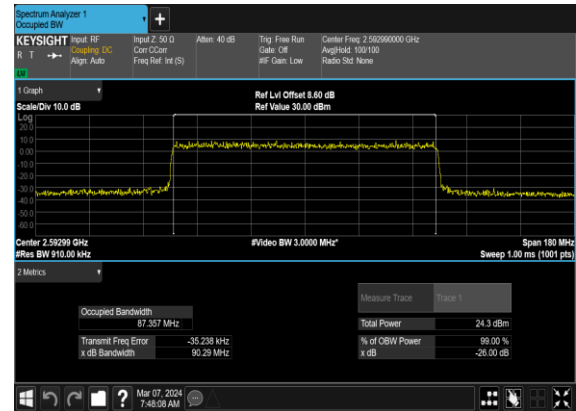 Spectrum Analyzer 1
Occupied BW
+
KEYSIGHT Input: RF Input Z: 50 Ω Atten: 40 dB Trig: Free Run Center Freq: 2.592990000 GHz
R T Coupling: DC Corr CCorr Gate: Off Avg|Hold: 100/100
Align: Auto Freq Ref: Int (S) #IF Gain: Low Radio Std: None
1 Graph Ref Lvl Offset 8.60 dB
Scale/Div 10.0 dB Ref Value 30.00 dBm
Log
20.0
10.0
0.00
-10.0
-20.0
-30.0
-40.0
-50.0
-60.0
Center 2.59299 GHz #Video BW 3.0000 MHz* Span 180 MHz
#Res BW 910.00 kHz Sweep 1.00 ms (1001 pts)
2 Metrics
Measure Trace Trace 1
Occupied Bandwidth
87.357 MHz Total Power 24.3 dBm
Transmit Freq Error -35.238 kHz % of OBW Power 99.00 %
x dB Bandwidth 90.29 MHz x dB -26.00 dB
? Mar 07, 2024
7:48:08 AM